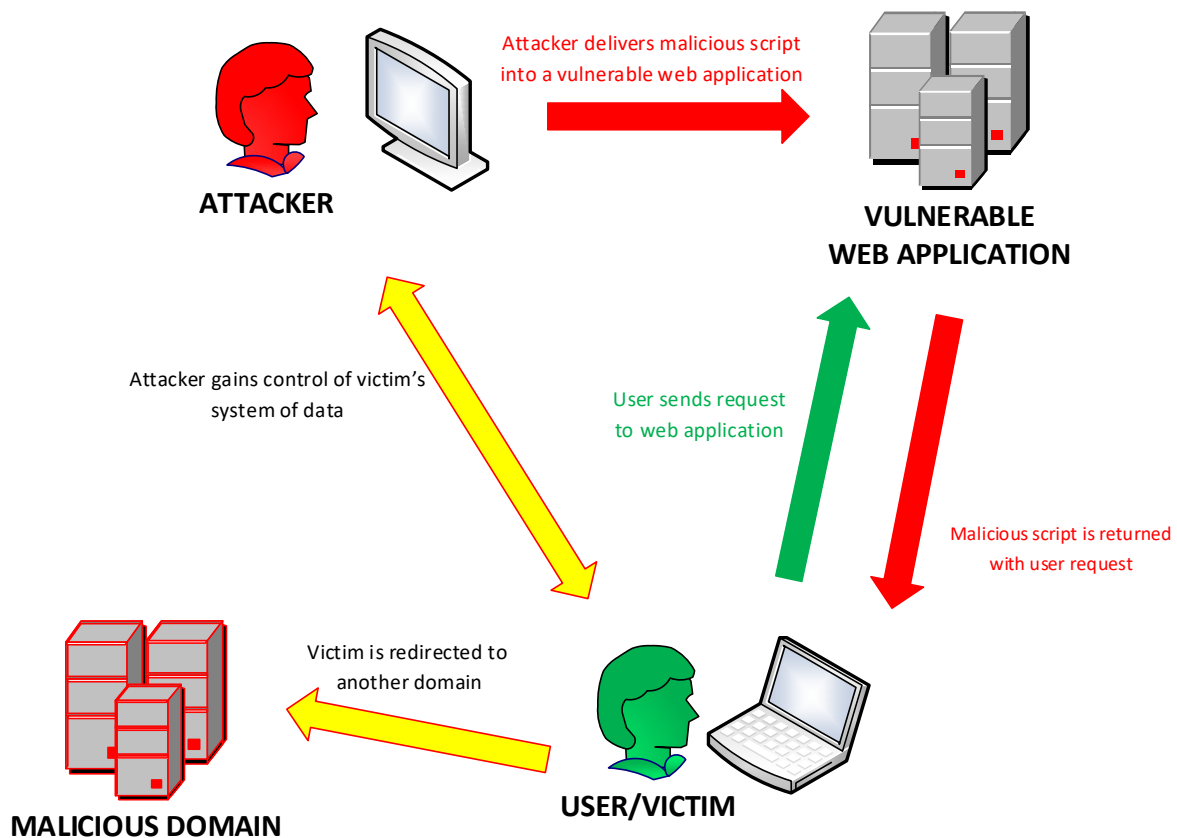 Attacker delivers malicious script
into a vulnerable web application
ATTACKER
VULNERABLE
WEB APPLICATION
Attacker gains control of victim’s
system of data
User sends request
to web application
Malicious script is returned
with user request
Victim is redirected to
another domain
USER/VICTIM
MALICIOUS DOMAIN